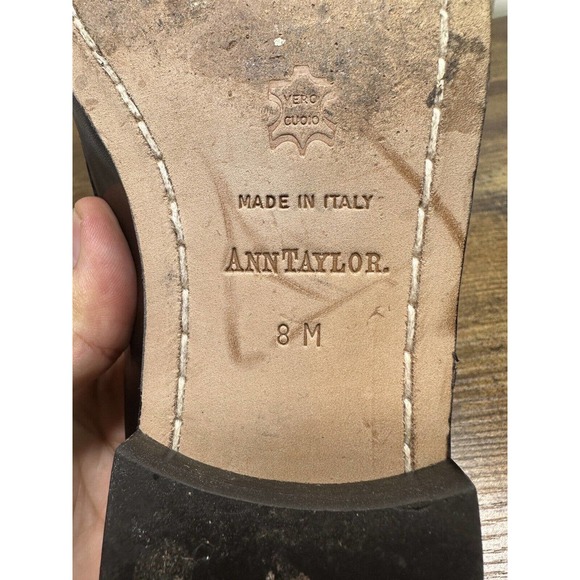 VERO
CUOIO
MADE IN ITALY
ANNTAYLOR.
8 M